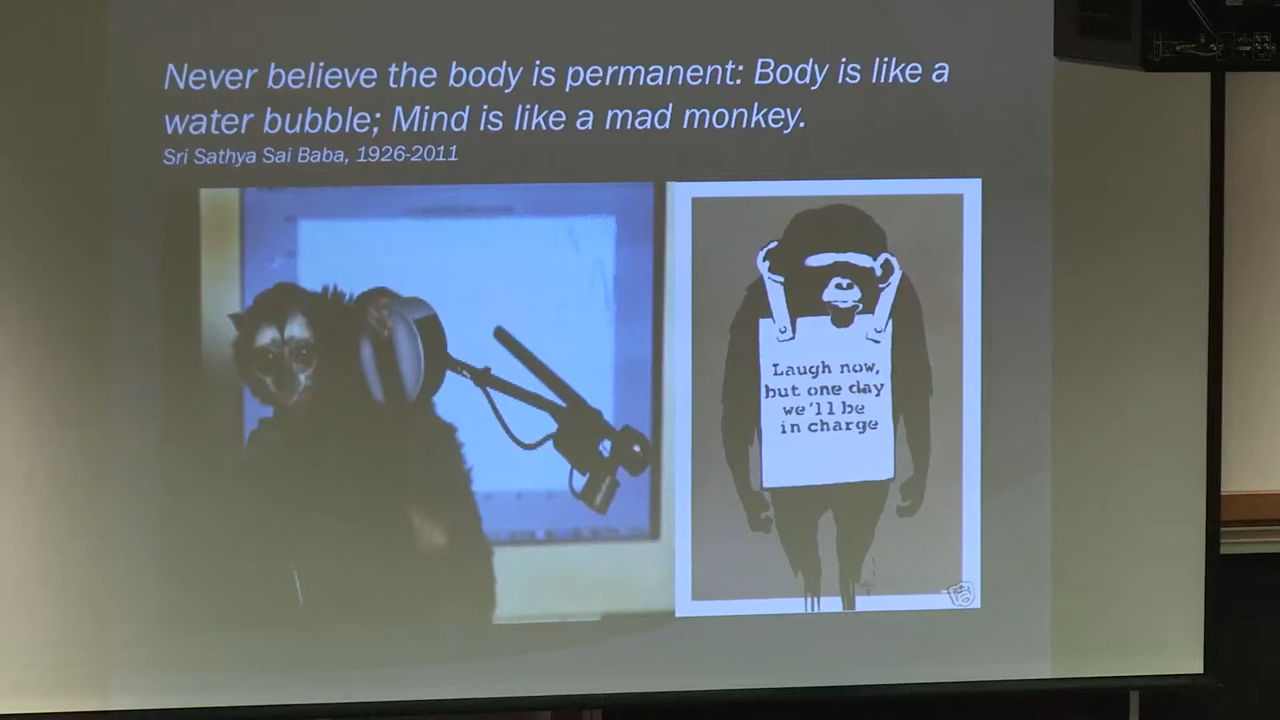 Never believe the body is permanent: Body is like a
water bubble; Mind is like a mad monkey.
Sri Sathya Sai Baba, 1926-2011
Laugh now,
but one day
we'll be
in charge